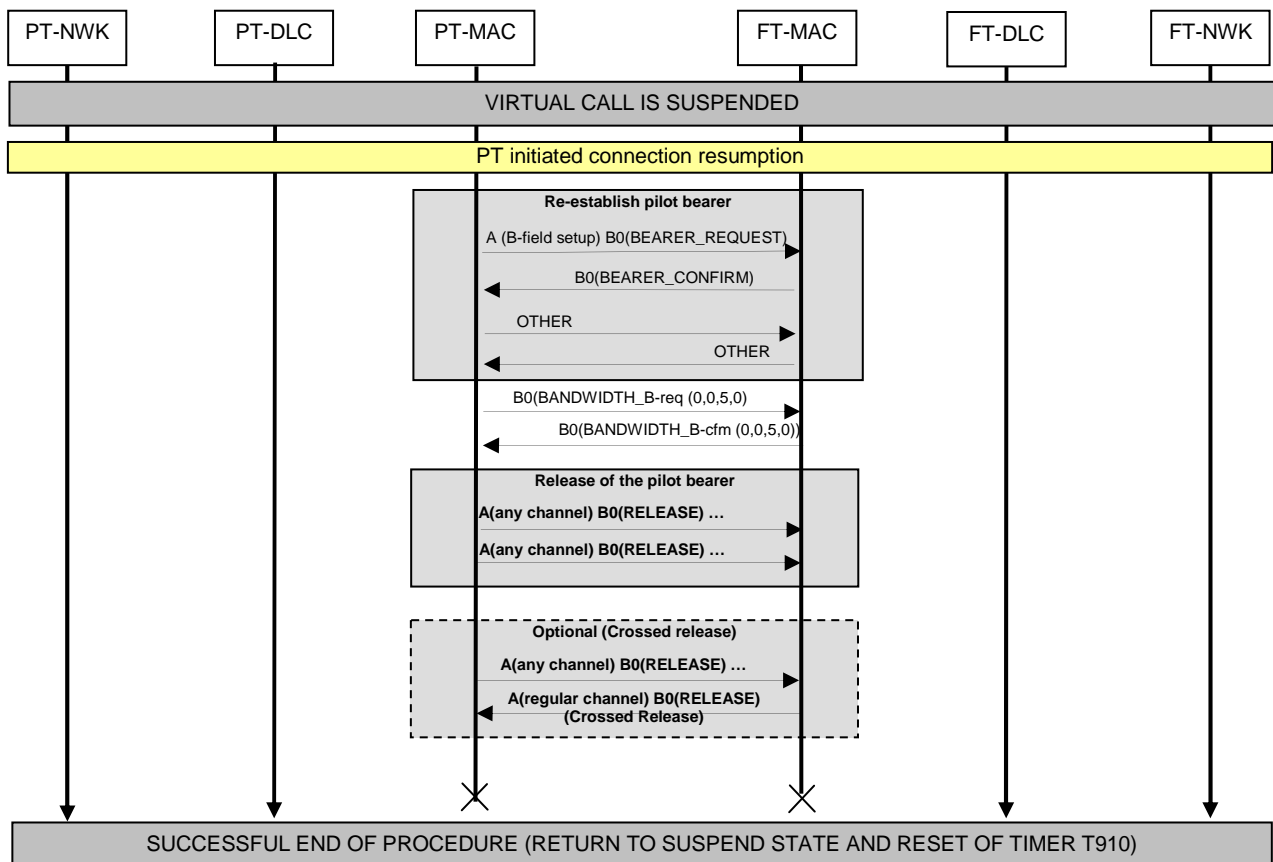 PT-NWK
PT-DLC
PT-MAC
FT-MAC
FT-DLC
FT-NWK
VIRTUAL CALL IS SUSPENDED
PT initiated connection resumption
Re-establish pilot bearer
A (B-field setup) B0(BEARER_REQUEST)
B0(BEARER_CONFIRM)
OTHER
OTHER
B0(BANDWIDTH_B-req (0,0,5,0)
B0(BANDWIDTH_B-cfm (0,0,5,0))
Release of the pilot bearer
A(any channel) B0(RELEASE) …
A(any channel) B0(RELEASE) …
Optional (Crossed release)
A(any channel) B0(RELEASE) …
A(regular channel) B0(RELEASE)
(Crossed Release)
SUCCESSFUL END OF PROCEDURE (RETURN TO SUSPEND STATE AND RESET OF TIMER T910)